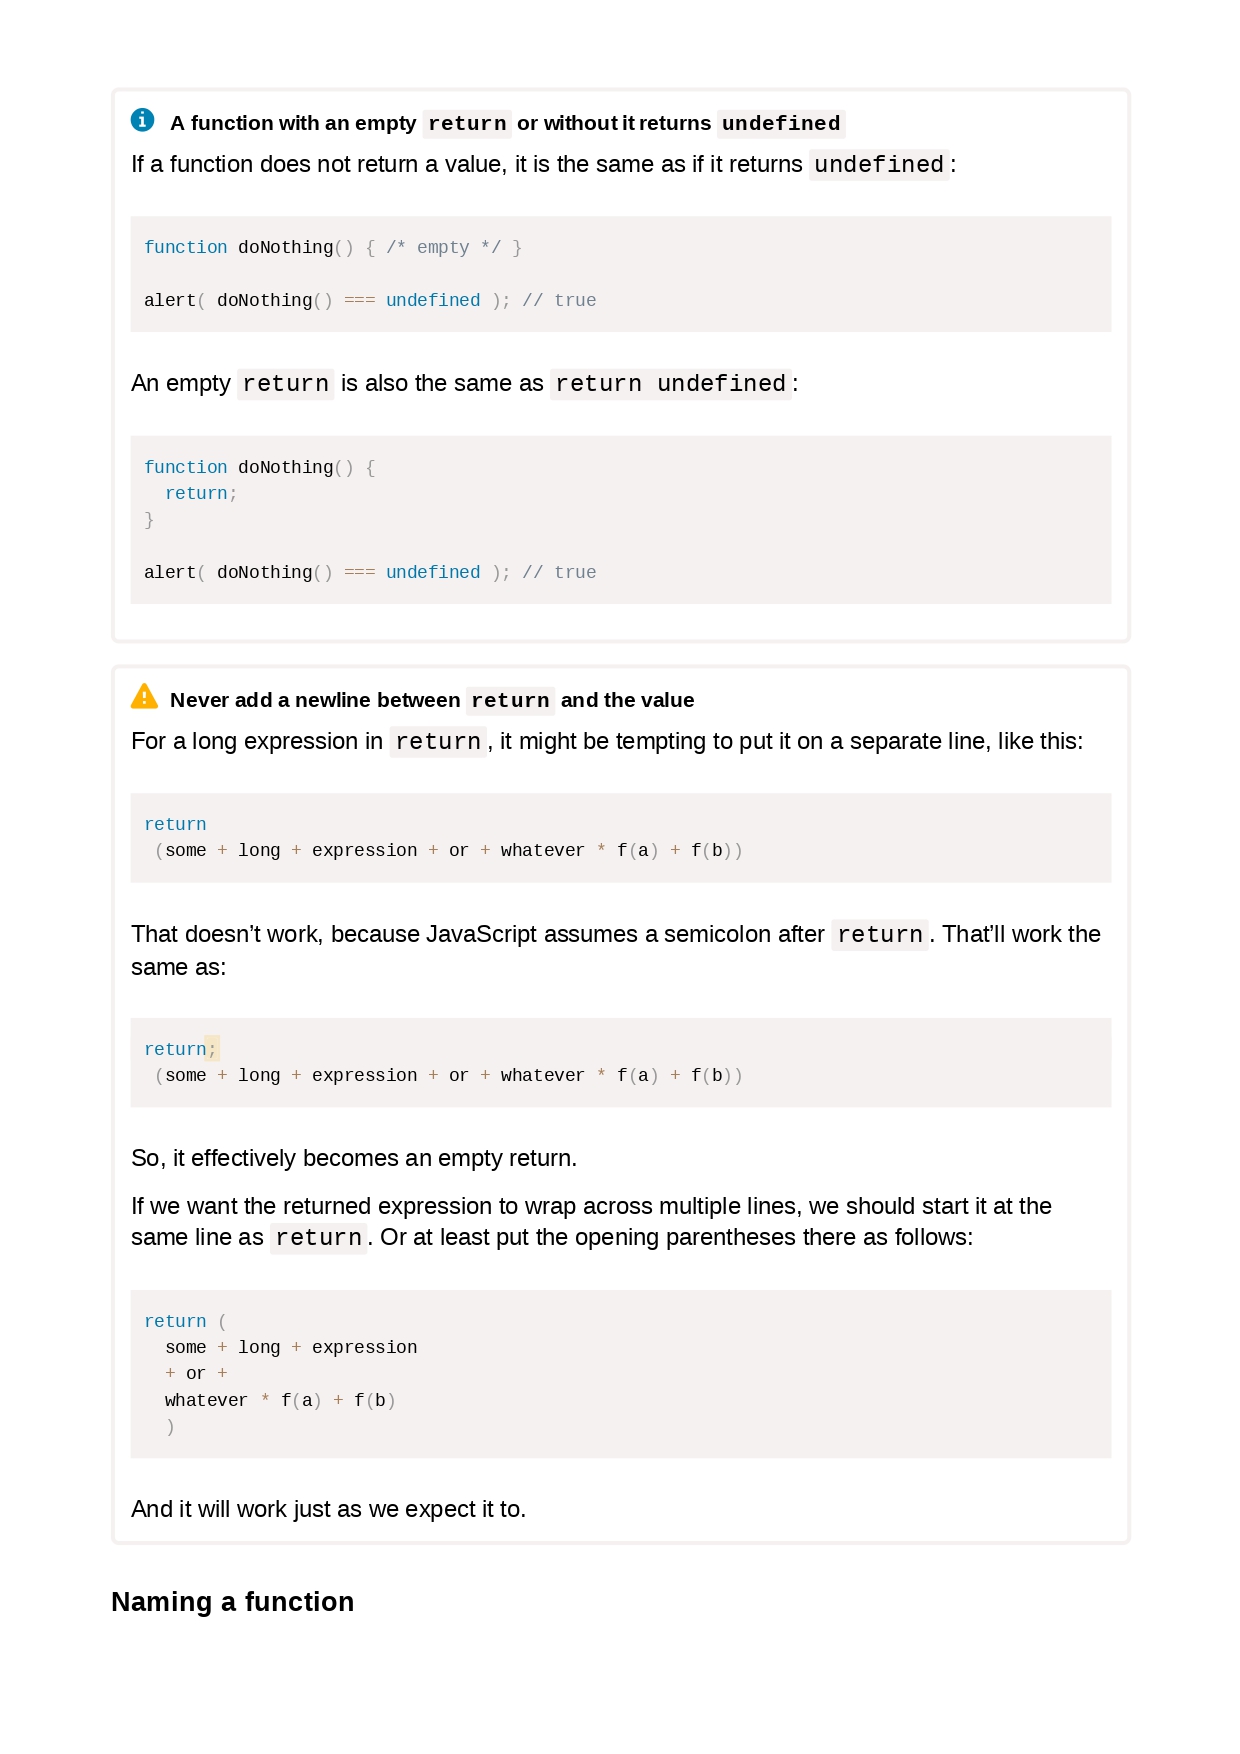 A function with an empty return or without it returns undefined
If a function does not return a value, it is the same as if it returns undefined:
function doNothing() { /* empty */ }
alert( doNothing() === undefined ); // true
An empty return is also the same as return undefined:
function doNothing() {
  return;
}
alert( doNothing() === undefined ); // true
Never add a newline between return and the value
For a long expression in return, it might be tempting to put it on a separate line, like this:
return
 (some + long + expression + or + whatever * f(a) + f(b))
That doesn’t work, because JavaScript assumes a semicolon after return. That’ll work the
same as:
return;
 (some + long + expression + or + whatever * f(a) + f(b))
So, it effectively becomes an empty return.
If we want the returned expression to wrap across multiple lines, we should start it at the
same line as return. Or at least put the opening parentheses there as follows:
return (
  some + long + expression
  + or +
  whatever * f(a) + f(b)
  )
And it will work just as we expect it to.
Naming a function